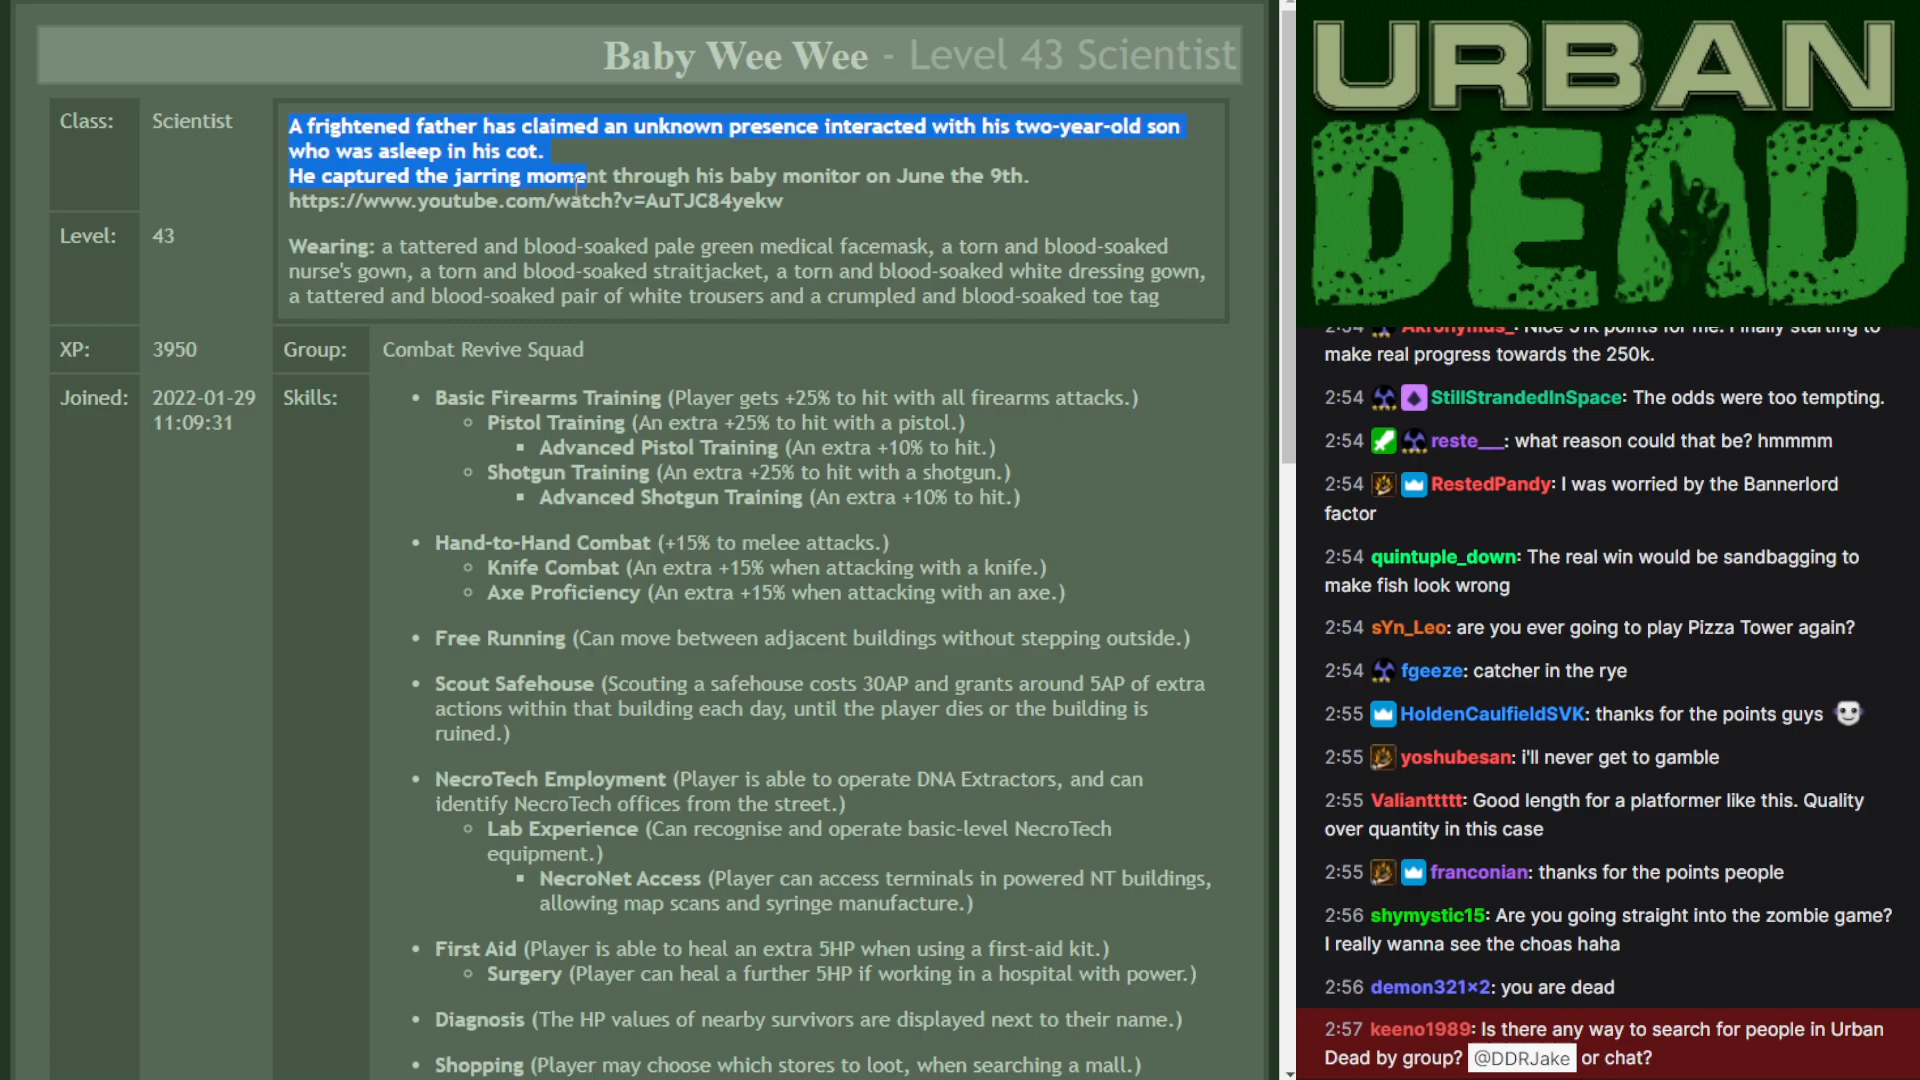 Baby Wee Wee - Level 43 Scientist
Class:
Scientist
A frightened father has claimed an unknown presence interacted with his two-year-old son
who was asleep in his cot.
He captured the jarring moment through his baby monitor on June the 9th.
https://www.youtube.com/watch?v=AuTJC84yekw
Level:
43
Wearing: a tattered and blood-soaked pale green medical facemask, a torn and blood-soaked
nurse's gown, a torn and blood-soaked straitjacket, a torn and blood-soaked white dressing gown,
a tattered and blood-soaked pair of white trousers and a crumpled and blood-soaked toe tag
XP:
3950
Group:
Combat Revive Squad
Joined:
2022-01-29
11:09:31
Skills:
• Basic Firearms Training (Player gets +25% to hit with all firearms attacks.)
Pistol Training (An extra +25% to hit with a pistol.)
Advanced Pistol Training (An extra +10% to hit.)
Shotgun Training (An extra +25% to hit with a shotgun.)
Advanced Shotgun Training (An extra +10% to hit.)
• Hand-to-Hand Combat (+15% to melee attacks.)
Knife Combat (An extra +15% when attacking with a knife.)
Axe Proficiency (An extra +15% when attacking with an axe.)
• Free Running (Can move between adjacent buildings without stepping outside.)
• Scout Safehouse (Scouting a safehouse costs 30AP and grants around 5AP of extra
actions within that building each day, until the player dies or the building is
ruined.)
• NecroTech Employment (Player is able to operate DNA Extractors, and can
identify NecroTech offices from the street.)
Lab Experience (Can recognise and operate basic-level NecroTech
equipment.)
NecroNet Access (Player can access terminals in powered NT buildings,
allowing map scans and syringe manufacture.)
• First Aid (Player is able to heal an extra 5HP when using a first-aid kit.)
Surgery (Player can heal a further 5HP if working in a hospital with power.)
• Diagnosis (The HP values of nearby survivors are displayed next to their name.)
• Shopping (Player may choose which stores to loot, when searching a mall.)
URBAN
DEAD
2:54 Akronymus_: Nice 31k points for me. Finally starting to
make real progress towards the 250k.
2:54 StillStrandedInSpace: The odds were too tempting.
2:54 reste___: what reason could that be? hmmmm
2:54 RestedPandy: I was worried by the Bannerlord
factor
2:54 quintuple_down: The real win would be sandbagging to
make fish look wrong
2:54 sYn_Leo: are you ever going to play Pizza Tower again?
2:54 fgeeze: catcher in the rye
2:55 HoldenCaulfieldSVK: thanks for the points guys
2:55 yoshubesan: i'll never get to gamble
2:55 Valianttttt: Good length for a platformer like this. Quality
over quantity in this case
2:55 franconian: thanks for the points people
2:56 shymystic15: Are you going straight into the zombie game?
I really wanna see the choas haha
2:56 demon321x2: you are dead
2:57 keeno1989: Is there any way to search for people in Urban
Dead by group? @DDRJake or chat?